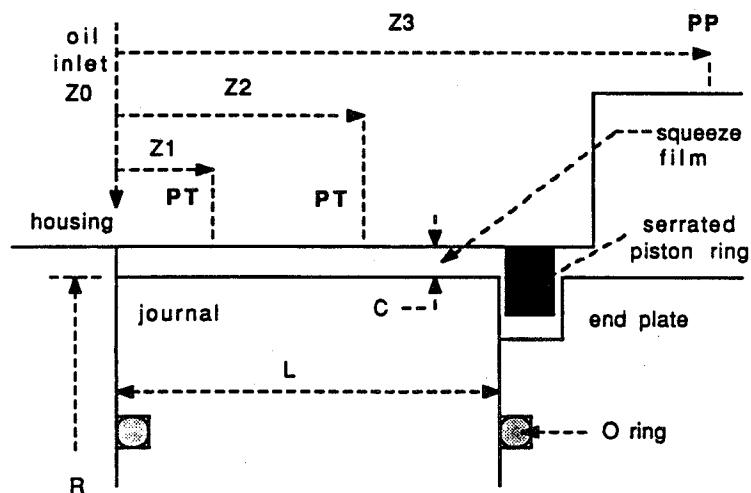 oil
inlet
Z0
Z3
PP
Z2
squeeze
film
Z1
PT
PT
housing
serrated
piston ring
journal
C
end plate
L
O ring
R